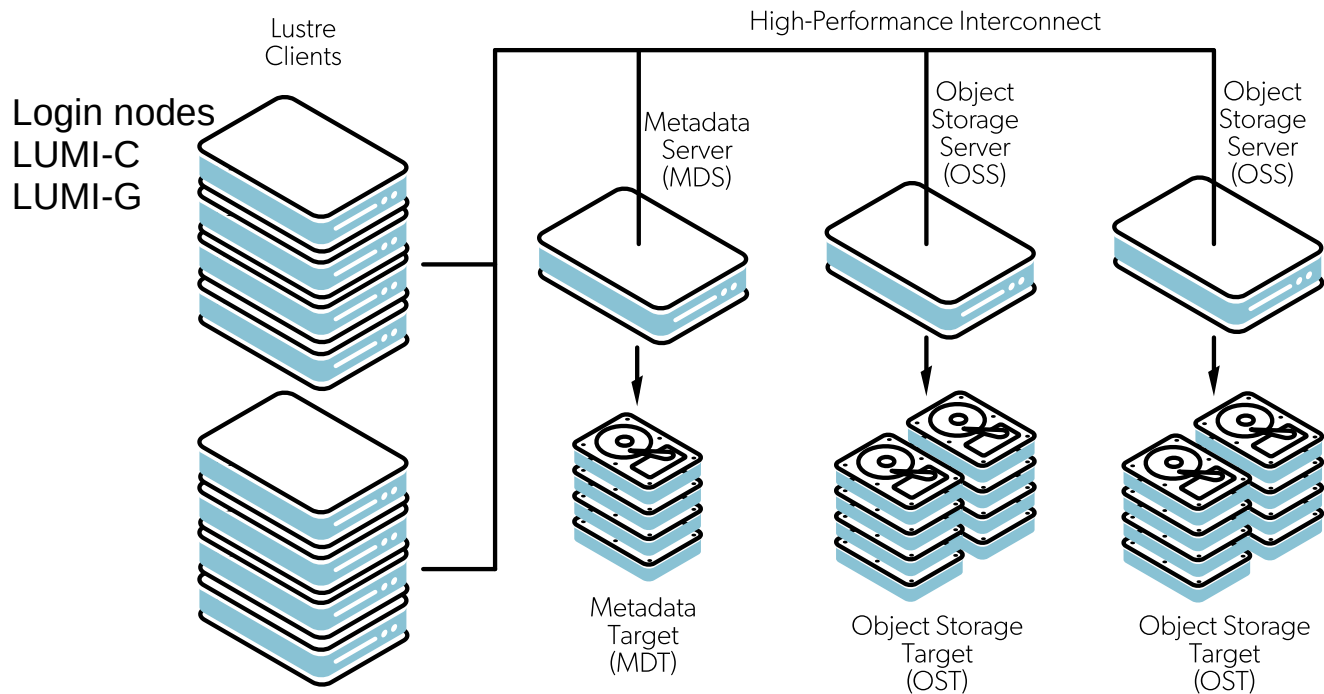 Lustre
Clients
High-Performance Interconnect
Login nodes
LUMI-C
LUMI-G
Metadata
Server
(MDS)
Object
Storage
Server
(OSS)
Object
Storage
Server
(OSS)
Metadata
Target
(MDT)
Object Storage
Target
(OST)
Object Storage
Target
(OST)